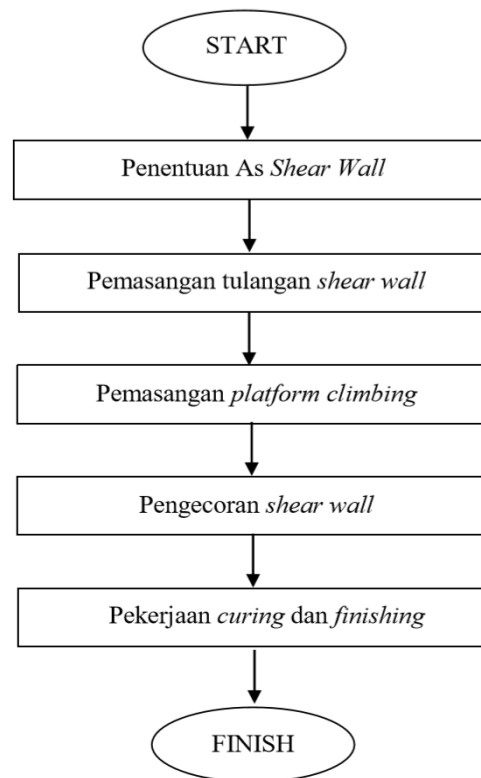 START
Penentuan As Shear Wall
Pemasangan tulangan shear wall
Pemasangan platform climbing
Pengecoran shear wall
Pekerjaan curing dan finishing
FINISH